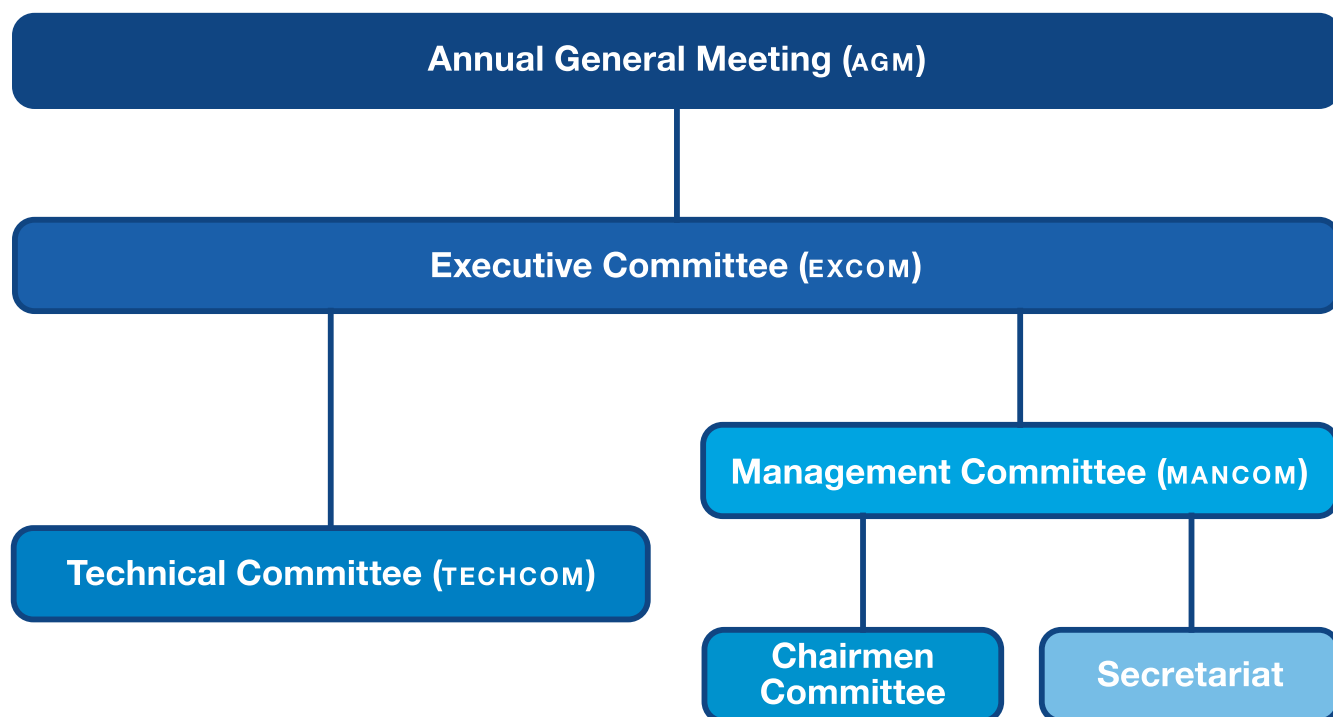 Annual General Meeting (AGM)
Executive Committee (EXCOM)
Management Committee (MANCOM)
Technical Committee (TECHCOM)
Chairmen
Committee
Secretariat